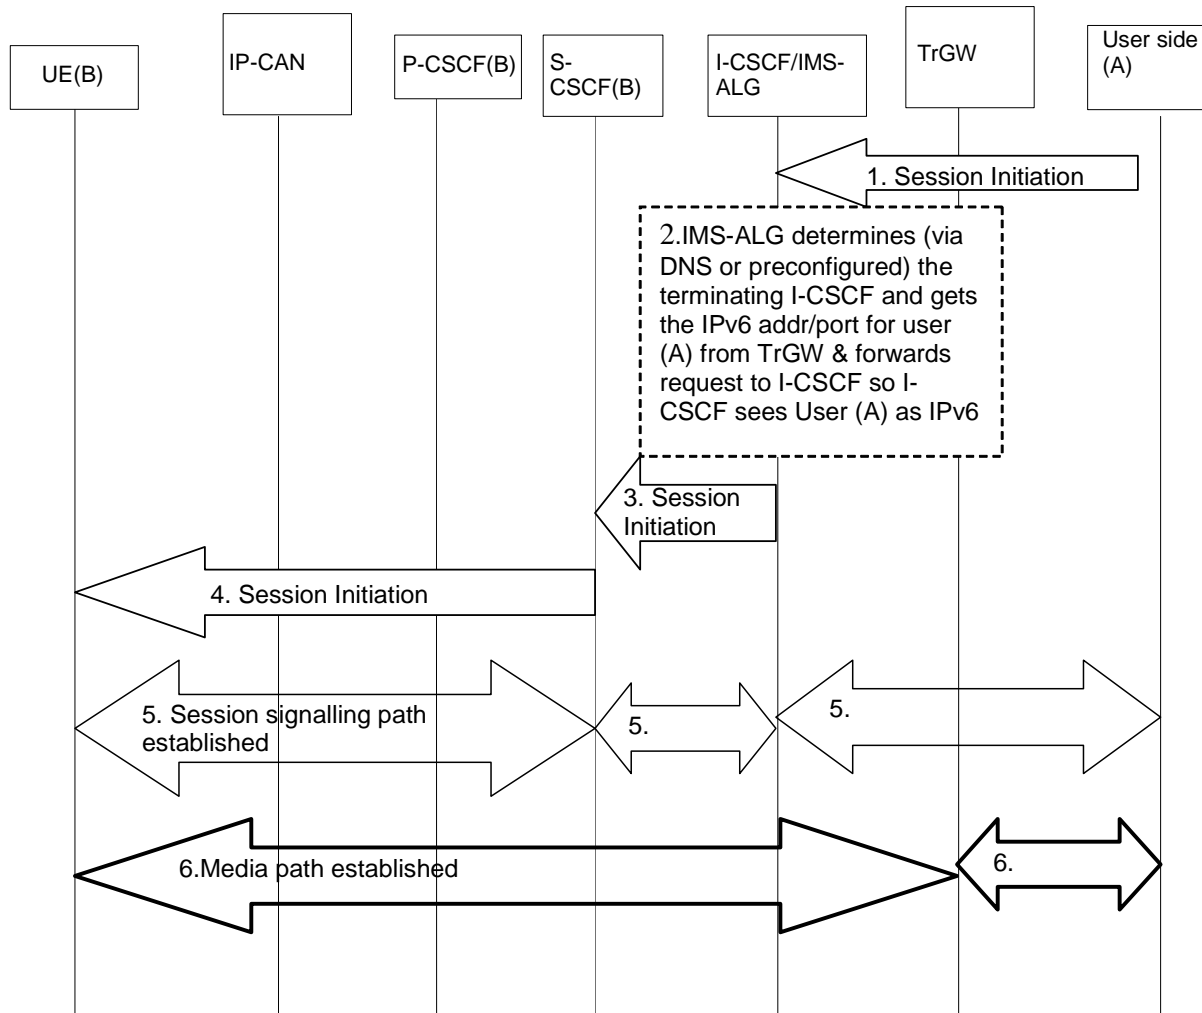 UE(B)
IP-CAN
P-CSCF(B)
S-
CSCF(B)
I-CSCF/IMS-
ALG
TrGW
User side
(A)
1. Session Initiation
2.IMS-ALG determines (via
DNS or preconfigured) the
terminating I-CSCF and gets
the IPv6 addr/port for user
(A) from TrGW & forwards
request to I-CSCF so I-
CSCF sees User (A) as IPv6
3. Session
Initiation
4. Session Initiation
5. Session signalling path
established
5.
5.
6.Media path established
6.